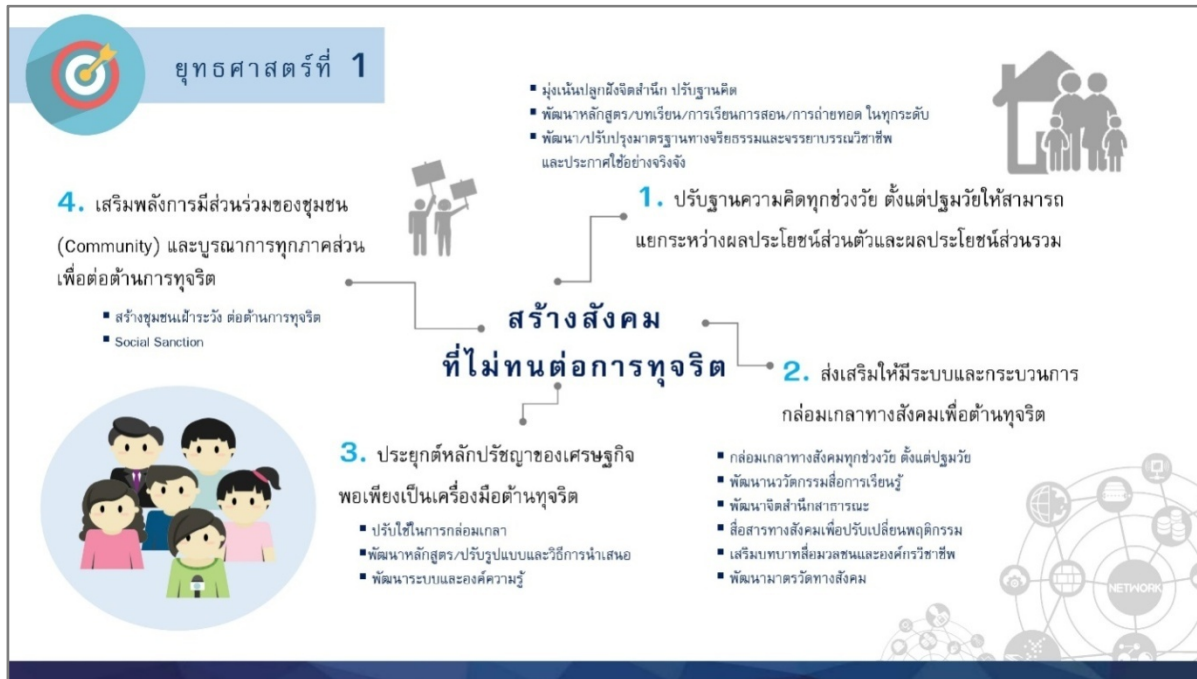 ยุทธศาสตร์ที่ 1
▪ มุ่งเน้นปลูกฝังจิตสำนึก ปรับฐานคิด
▪ พัฒนาหลักสูตร/บทเรียน/การเรียนการสอน/การถ่ายทอด ในทุกระดับ
▪ พัฒนา/ปรับปรุงมาตรฐานทางจริยธรรมและจรรยาบรรณวิชาชีพ
และประกาศใช้อย่างจริงจัง
1. ปรับฐานความคิดทุกช่วงวัย ตั้งแต่ปฐมวัยให้สามารถ
แยกระหว่างผลประโยชน์ส่วนตัวและผลประโยชน์ส่วนรวม
4. เสริมพลังการมีส่วนร่วมของชุมชน
(Community) และบูรณาการทุกภาคส่วน
เพื่อต่อต้านการทุจริต
▪ สร้างชุมชนเฝ้าระวัง ต่อต้านการทุจริต
▪ Social Sanction
สร้างสังคม
ที่ไม่ทนต่อการทุจริต
2. ส่งเสริมให้มีระบบและกระบวนการ
กล่อมเกลาทางสังคมเพื่อต้านทุจริต
▪ กล่อมเกลาทางสังคมทุกช่วงวัย ตั้งแต่ปฐมวัย
▪ พัฒนานวัตกรรมสื่อการเรียนรู้
▪ พัฒนาจิตสำนึกสาธารณะ
▪ สื่อสารทางสังคมเพื่อปรับเปลี่ยนพฤติกรรม
▪ เสริมบทบาทสื่อมวลชนและองค์กรวิชาชีพ
▪ พัฒนามาตรวัดทางสังคม
3. ประยุกต์หลักปรัชญาของเศรษฐกิจ
พอเพียงเป็นเครื่องมือต้านทุจริต
▪ ปรับใช้ในการกล่อมเกลา
▪ พัฒนาหลักสูตร/ปรับรูปแบบและวิธีการนำเสนอ
▪ พัฒนาระบบและองค์ความรู้
NETWORK